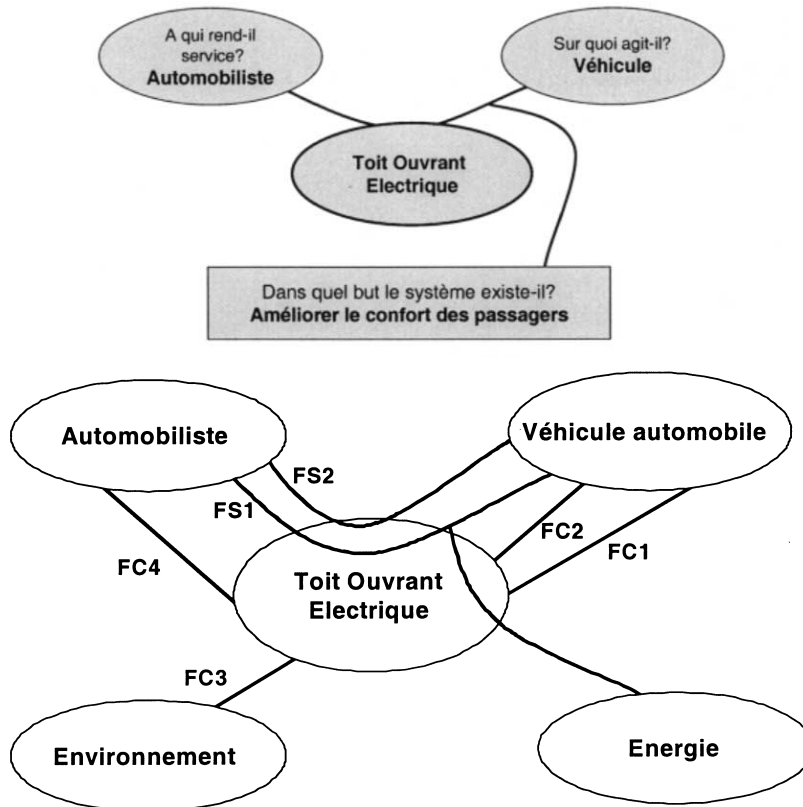 A qui rend-il
service?
Automobiliste
Sur quoi agit-il?
Véhicule
Toit Ouvrant
Electrique
Dans quel but le système existe-il?
Améliorer le confort des passagers
Automobiliste
Véhicule automobile
FS2
FS1
FC2
FC1
FC4
Toit Ouvrant
Electrique
FC3
Environnement
Energie